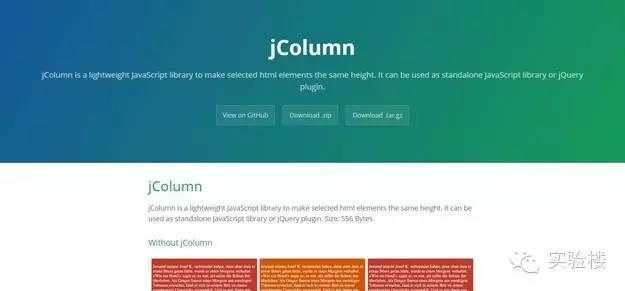 jColumn
jColumn is a lightweight JavaScript library to make selected html elements the same height. It can be used as standalone JavaScript library or jQuery
plugin.
View on GitHub
Download .zip
Download .tar.gz
jColumn
jColumn is a lightweight JavaScript library to make selected html elements the same height. It can be
used as standalone JavaScript library or jQuery plugin. Size: 556 Bytes
Without jColumn
实验楼